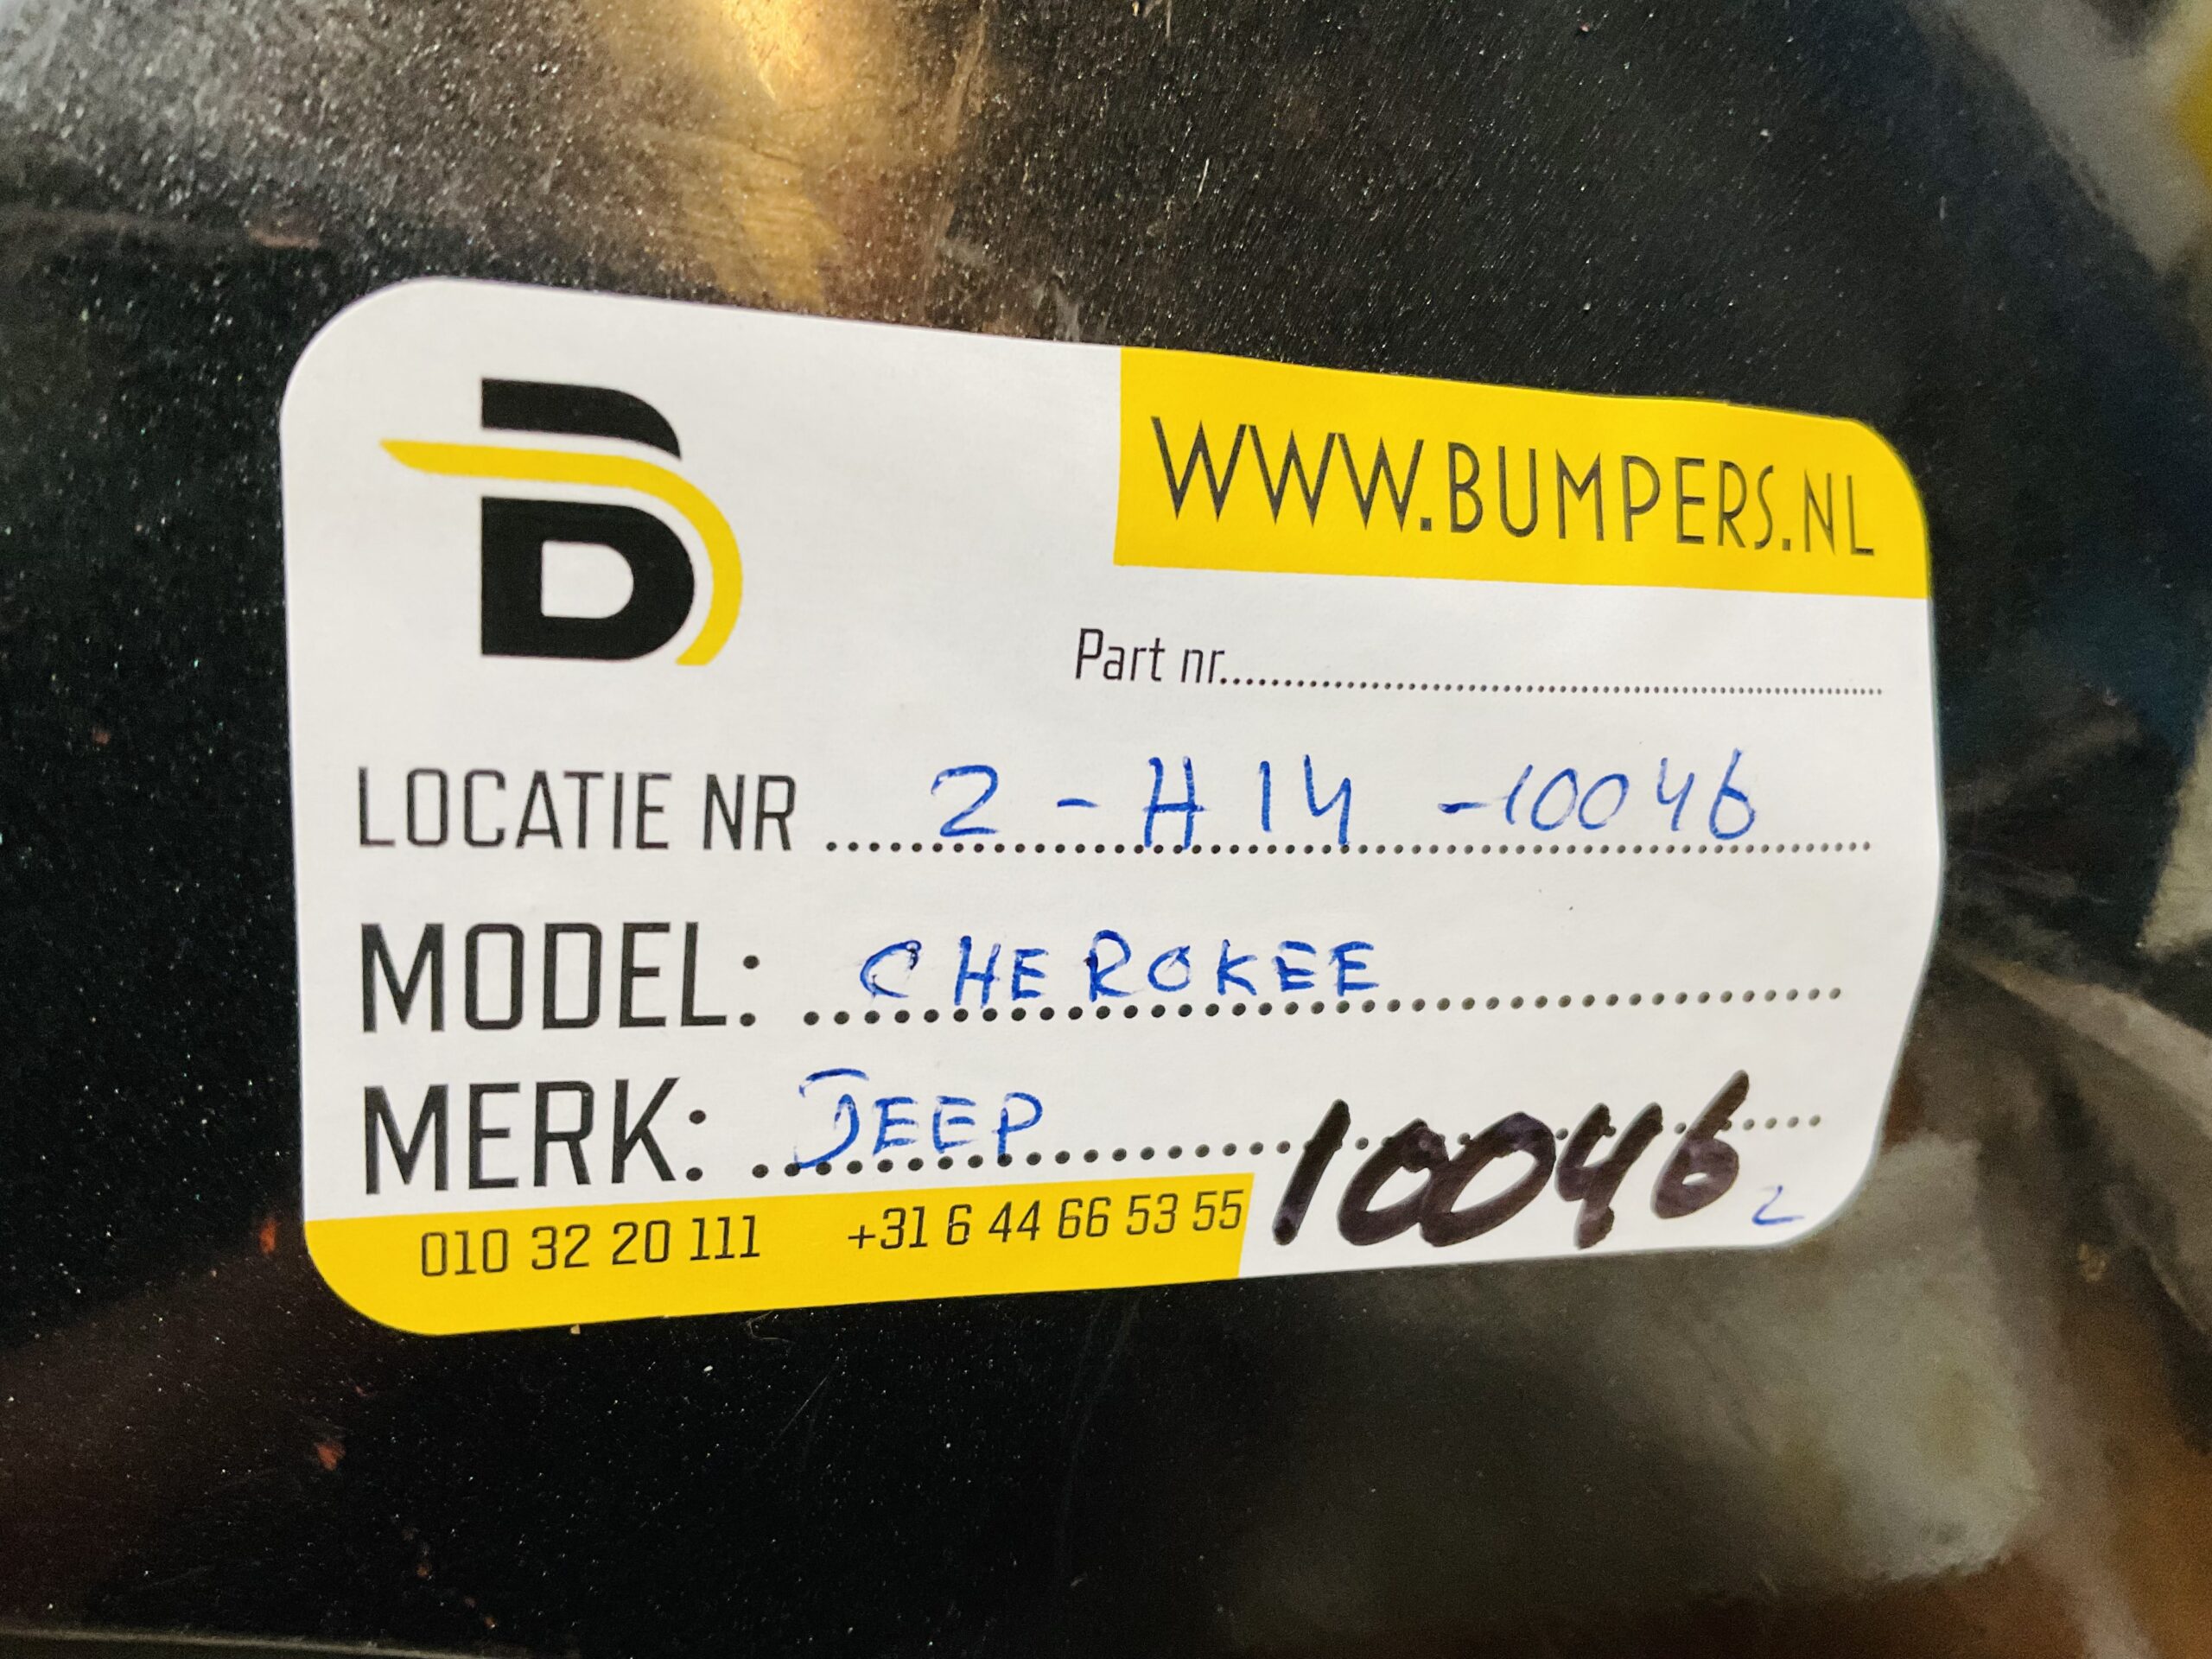 B
WWW.BUMPERS.NL
Part nr....................
LOCATIE NR ....2 - H14 -10046....
MODEL: ....CHEROKEE....
MERK: ....JEEP....
10046 2
010 32 20 111 +31 6 44 66 53 55